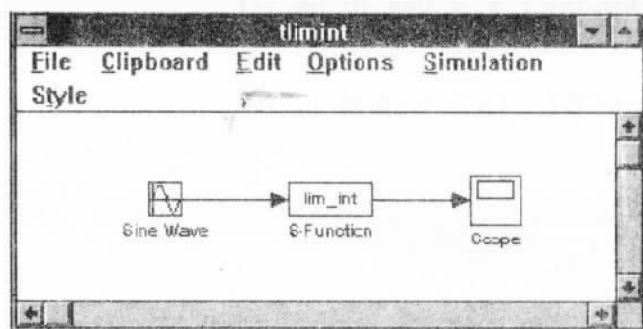 tlimint
File Clipboard Edit Options Simulation
Style
lim_int
Sine Wave S-Function Scope